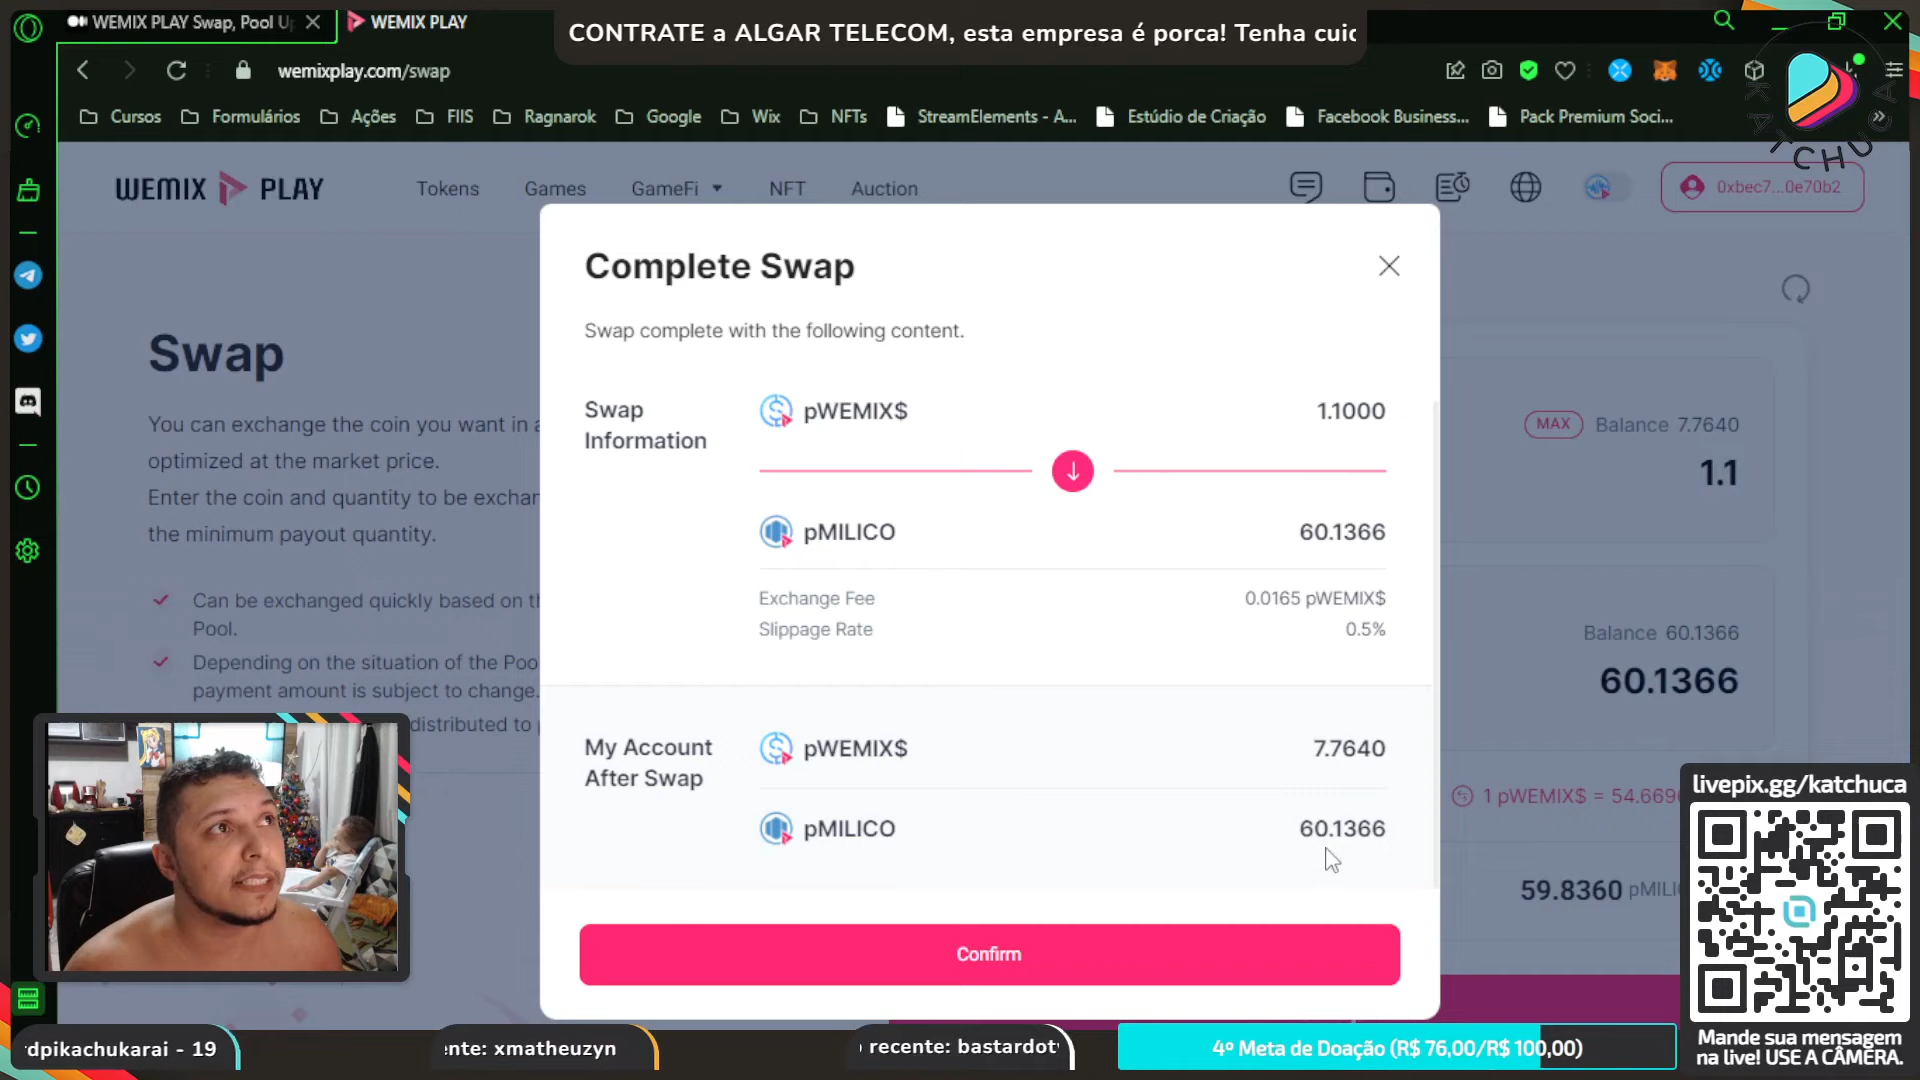 WEMIX PLAY Swap, Pool Up
WEMIX PLAY
CONTRATE a ALGAR TELECOM, esta empresa é porca! Tenha cuid
wemixplay.com/swap
Cursos
Formulários
Ações
FIIS
Ragnarok
Google
Wix
NFTs
StreamElements - A...
Estúdio de Criação
Facebook Business...
Pack Premium Soci...
KATCHUCA
WEMIX PLAY
Tokens
Games
GameFi
NFT
Auction
0xbec7...0e70b2
Complete Swap
Swap complete with the following content.
Swap
Information
pWEMIX$
1.1000
pMILICO
60.1366
Exchange Fee
0.0165 pWEMIX$
Slippage Rate
0.5%
My Account
After Swap
pWEMIX$
7.7640
pMILICO
60.1366
Confirm
Swap
You can exchange the coin you want in a
optimized at the market price.
Enter the coin and quantity to be exchan
the minimum payout quantity.
Can be exchanged quickly based on th
Pool.
Depending on the situation of the Poo
payment amount is subject to change.
distributed to
MAX
Balance 7.7640
1.1
Balance 60.1366
60.1366
1 pWEMIX$ = 54.669
59.8360 pMILI
livepix.gg/katchuca
Mande sua mensagem
na live! USE A CÂMERA.
rdpikachukarai - 19
ente: xmatheuzyn
o recente: bastardot
4º Meta de Doação (R$ 76,00/R$ 100,00)